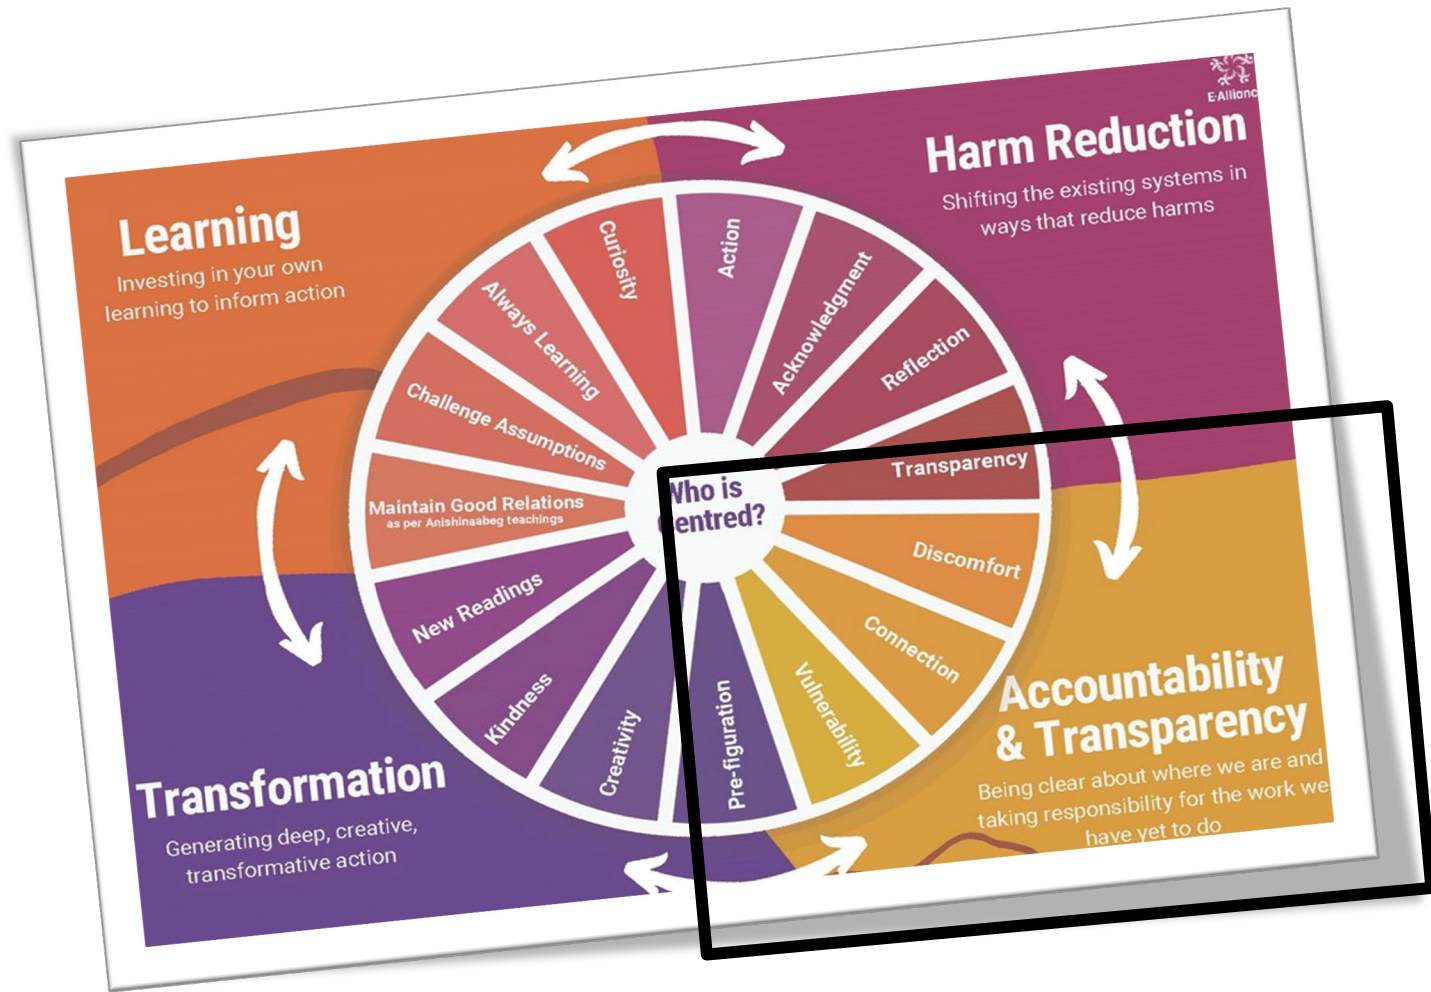 E-Allianc
Harm Reduction
Shifting the existing systems in
ways that reduce harms
Learning
Investing in your own
learning to inform action
Curiosity
Action
Acknowledgment
Reflection
Transparency
Discomfort
Connection
Vulnerability
Pre-figuration
Creativity
Kindness
New Readings
Maintain Good Relations
as per Anishinaabeg teachings
Challenge Assumptions
Always Learning
Who is
entred?
Accountability
& Transparency
Being clear about where we are and
taking responsibility for the work we
have yet to do
Transformation
Generating deep, creative,
transformative action